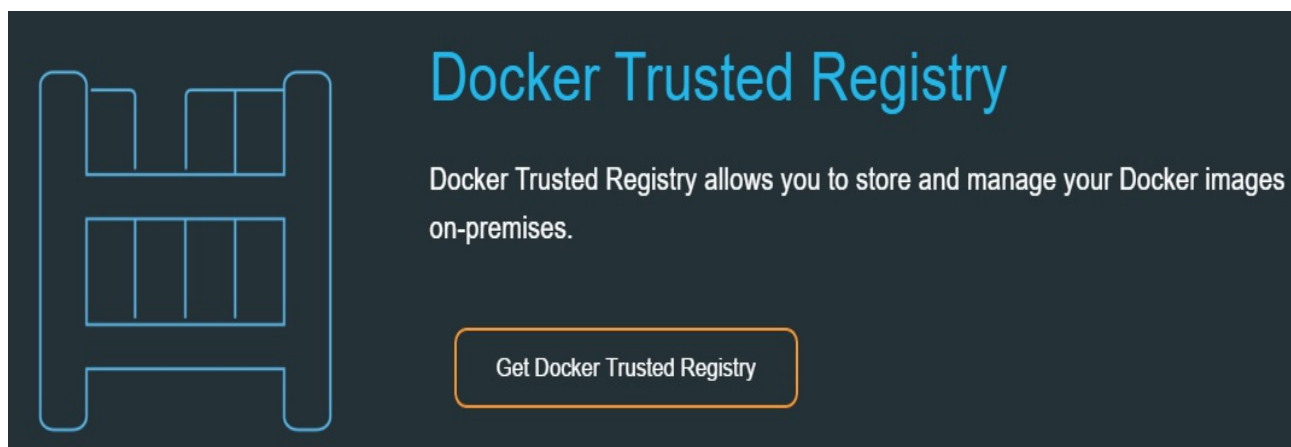 Docker Trusted Registry
Docker Trusted Registry allows you to store and manage your Docker images
on-premises.
Get Docker Trusted Registry